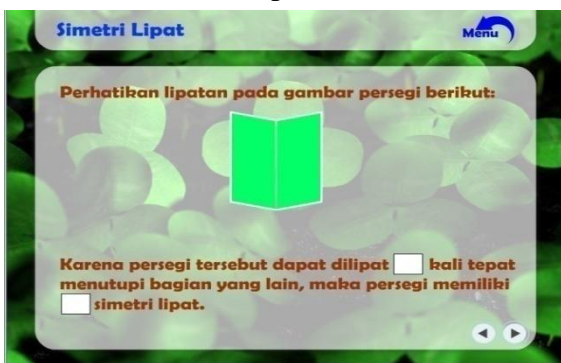 Simetri Lipat
Menu
Perhatikan lipatan pada gambar persegi berikut:
Karena persegi tersebut dapat dilipat kali tepat
menutupi bagian yang lain, maka persegi memiliki
simetri lipat.